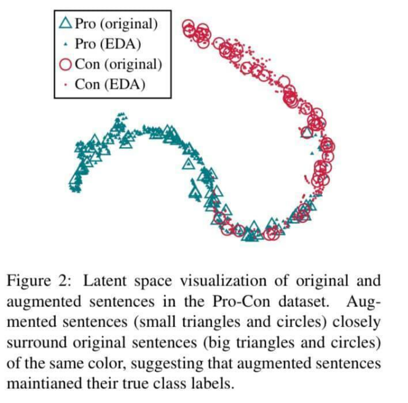 Pro (original)
Pro (EDA)
Con (original)
Con (EDA)
Figure 2: Latent space visualization of original and
augmented sentences in the Pro-Con dataset. Aug-
mented sentences (small triangles and circles) closely
surround original sentences (big triangles and circles)
of the same color, suggesting that augmented sentences
maintianed their true class labels.